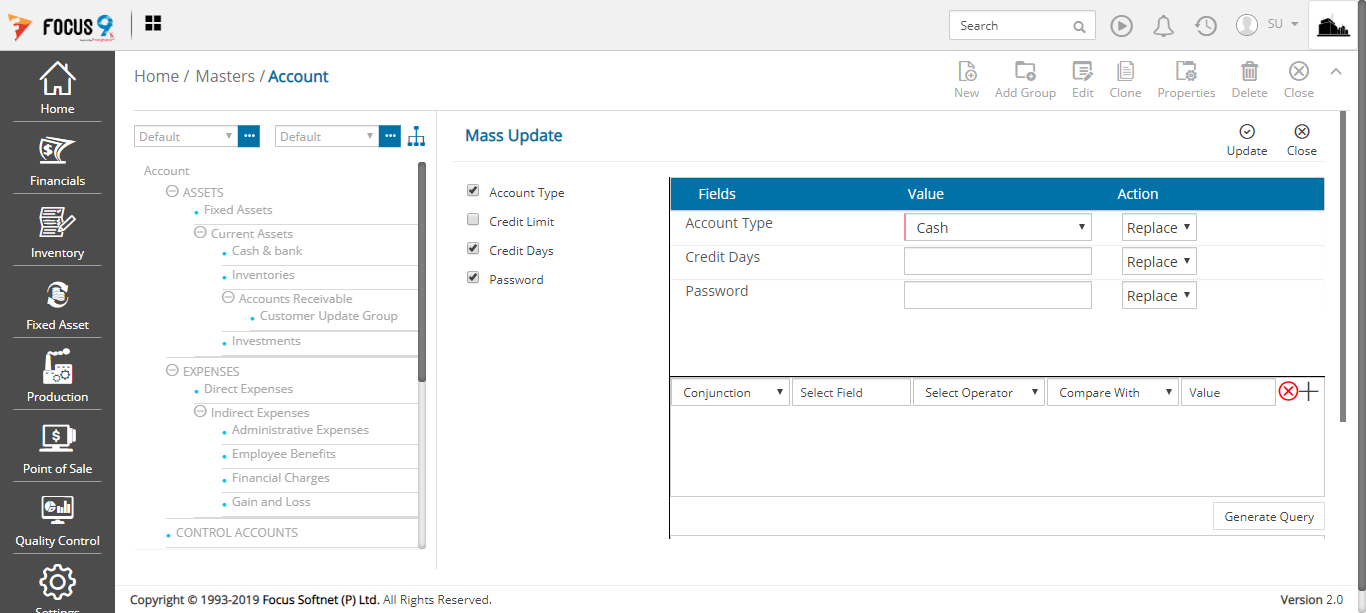 FOCUS 9
Search
SU
Home / Masters / Account
New
Add Group
Edit
Clone
Properties
Delete
Close
Home
Financials
Inventory
Fixed Asset
Production
Point of Sale
Quality Control
Settings
Default
Default
Account
ASSETS
Fixed Assets
Current Assets
Cash & bank
Inventories
Accounts Receivable
Customer Update Group
Investments
EXPENSES
Direct Expenses
Indirect Expenses
Administrative Expenses
Employee Benefits
Financial Charges
Gain and Loss
CONTROL ACCOUNTS
Mass Update
Update
Close
Account Type
Credit Limit
Credit Days
Password
Fields Value Action
Account Type Cash Replace
Credit Days Replace
Password Replace
Conjunction Select Field Select Operator Compare With Value
Generate Query
Copyright © 1993-2019 Focus Softnet (P) Ltd. All Rights Reserved.
Version 2.0